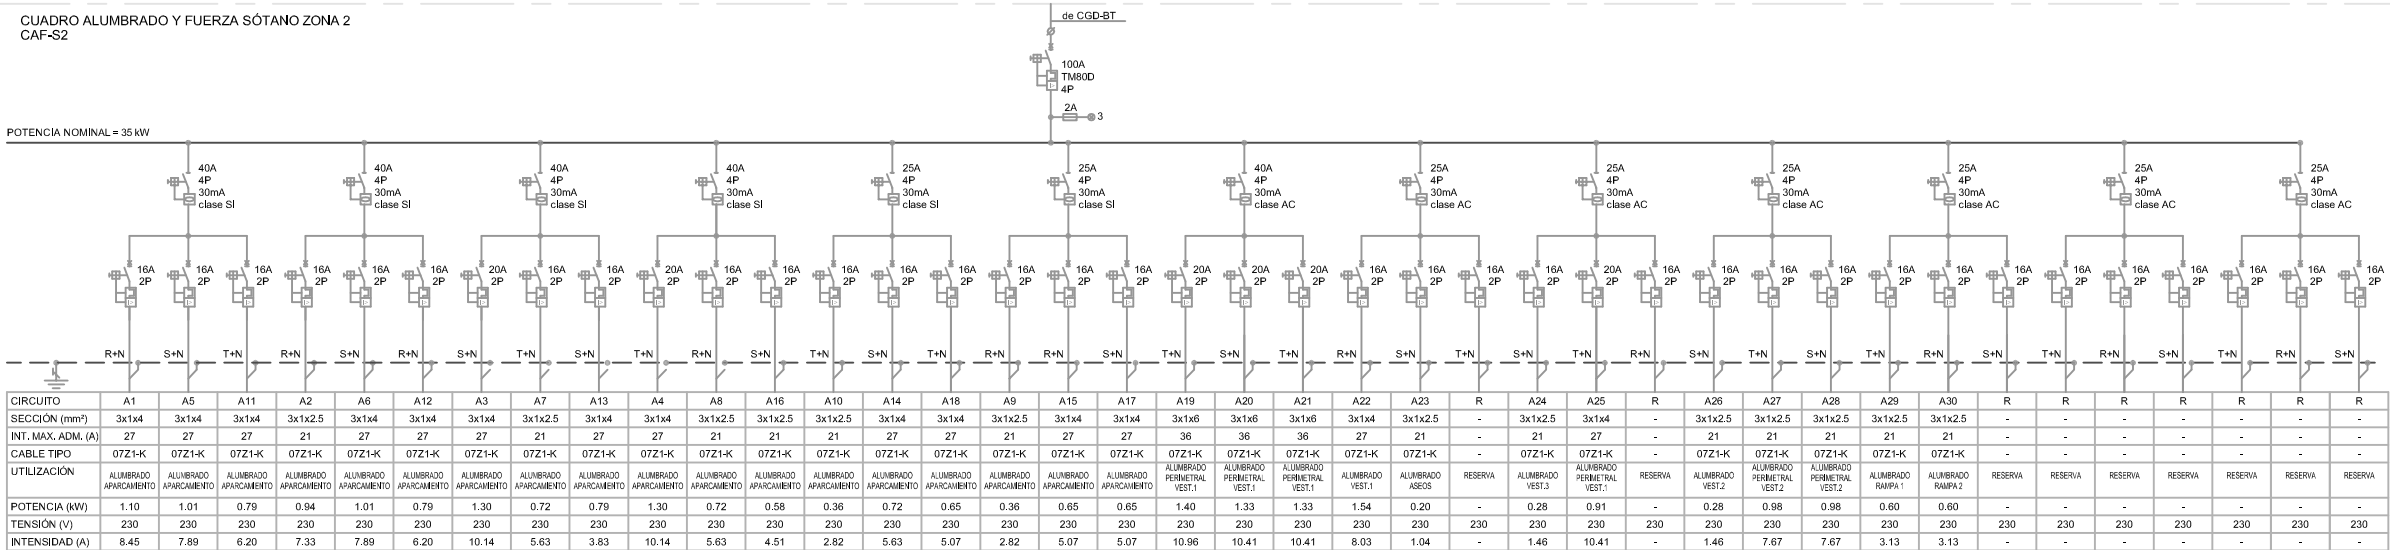 CUADRO ALUMBRADO Y FUERZA SÓTANO ZONA 2
CAF-S2
de CGD-BT
100A
TM80D
4P
2A
3
POTENCIA NOMINAL = 35 kW
40A 40A 40A 40A 25A 25A 40A 25A 25A 25A 25A 25A 25A
4P 4P 4P 4P 4P 4P 4P 4P 4P 4P 4P 4P 4P
30mA 30mA 30mA 30mA 30mA 30mA 30mA 30mA 30mA 30mA 30mA 30mA 30mA
clase SI clase SI clase SI clase SI clase SI clase SI clase AC clase AC clase AC clase AC clase AC clase AC clase AC
16A 16A 16A 16A 16A 16A 20A 16A 16A 20A 16A 16A 16A 16A 16A 16A 16A 16A 20A 20A 20A 16A 16A 16A 16A 20A 16A 16A 16A 16A 16A 16A 16A 16A 16A 16A 16A 16A 16A
2P 2P 2P 2P 2P 2P 2P 2P 2P 2P 2P 2P 2P 2P 2P 2P 2P 2P 2P 2P 2P 2P 2P 2P 2P 2P 2P 2P 2P 2P 2P 2P 2P 2P 2P 2P 2P 2P 2P
R+N S+N T+N R+N S+N R+N S+N T+N S+N T+N R+N S+N T+N R+N T+N R+N R+N S+N T+N R+N S+N R+N S+N T+N S+N T+N R+N S+N T+N S+N T+N R+N S+N T+N R+N S+N T+N R+N S+N
CIRCUITO A1 A5 A11 A2 A6 A12 A3 A7 A13 A4 A8 A16 A10 A14 A18 A9 A15 A17 A19 A20 A21 A22 A23 R A24 A25 R A26 A27 A28 A29 A30 R R R R R R R
SECCIÓN (mm²) 3x1x4 3x1x4 3x1x4 3x1x2.5 3x1x4 3x1x4 3x1x4 3x1x2.5 3x1x4 3x1x4 3x1x2.5 3x1x2.5 3x1x2.5 3x1x4 3x1x4 3x1x2.5 3x1x4 3x1x4 3x1x6 3x1x6 3x1x6 3x1x4 3x1x2.5 - 3x1x2.5 3x1x4 - 3x1x2.5 3x1x2.5 3x1x2.5 3x1x2.5 3x1x2.5 - - - - - - -
INT. MAX. ADM. (A) 27 27 27 21 27 27 27 21 27 27 21 21 21 27 27 21 27 27 36 36 36 27 21 - 21 27 - 21 21 21 21 21 - - - - - - -
CABLE TIPO 07Z1-K 07Z1-K 07Z1-K 07Z1-K 07Z1-K 07Z1-K 07Z1-K 07Z1-K 07Z1-K 07Z1-K 07Z1-K 07Z1-K 07Z1-K 07Z1-K 07Z1-K 07Z1-K 07Z1-K 07Z1-K 07Z1-K 07Z1-K 07Z1-K 07Z1-K 07Z1-K - 07Z1-K 07Z1-K - 07Z1-K 07Z1-K 07Z1-K 07Z1-K 07Z1-K - - - - - - -
UTILIZACIÓN ALUMBRADO APARCAMIENTO ALUMBRADO APARCAMIENTO ALUMBRADO APARCAMIENTO ALUMBRADO APARCAMIENTO ALUMBRADO APARCAMIENTO ALUMBRADO APARCAMIENTO ALUMBRADO APARCAMIENTO ALUMBRADO APARCAMIENTO ALUMBRADO APARCAMIENTO ALUMBRADO APARCAMIENTO ALUMBRADO APARCAMIENTO ALUMBRADO APARCAMIENTO ALUMBRADO APARCAMIENTO ALUMBRADO APARCAMIENTO ALUMBRADO APARCAMIENTO ALUMBRADO APARCAMIENTO ALUMBRADO APARCAMIENTO ALUMBRADO APARCAMIENTO ALUMBRADO PERIMETRAL VEST.1 ALUMBRADO PERIMETRAL VEST.1 ALUMBRADO PERIMETRAL VEST.1 ALUMBRADO VEST.1 ALUMBRADO ASEOS RESERVA ALUMBRADO VEST.3 ALUMBRADO PERIMETRAL VEST.1 RESERVA ALUMBRADO VEST.2 ALUMBRADO PERIMETRAL VEST.2 ALUMBRADO PERIMETRAL VEST.2 ALUMBRADO RAMPA 1 ALUMBRADO RAMPA 2 RESERVA RESERVA RESERVA RESERVA RESERVA RESERVA RESERVA
POTENCIA (kW) 1.10 1.01 0.79 0.94 1.01 0.79 1.30 0.72 0.79 1.30 0.72 0.58 0.36 0.72 0.65 0.36 0.65 0.65 1.40 1.33 1.33 1.54 0.20 - 0.28 0.91 - 0.28 0.98 0.98 0.60 0.60 - - - - - - -
TENSIÓN (V) 230 230 230 230 230 230 230 230 230 230 230 230 230 230 230 230 230 230 230 230 230 230 230 230 230 230 230 230 230 230 230 230 230 230 230 230 230 230 230
INTENSIDAD (A) 8.45 7.89 6.20 7.33 7.89 6.20 10.14 5.63 3.83 10.14 5.63 4.51 2.82 5.63 5.07 2.82 5.07 5.07 10.96 10.41 10.41 8.03 1.04 - 1.46 10.41 - 1.46 7.67 7.67 3.13 3.13 - - - - - - -